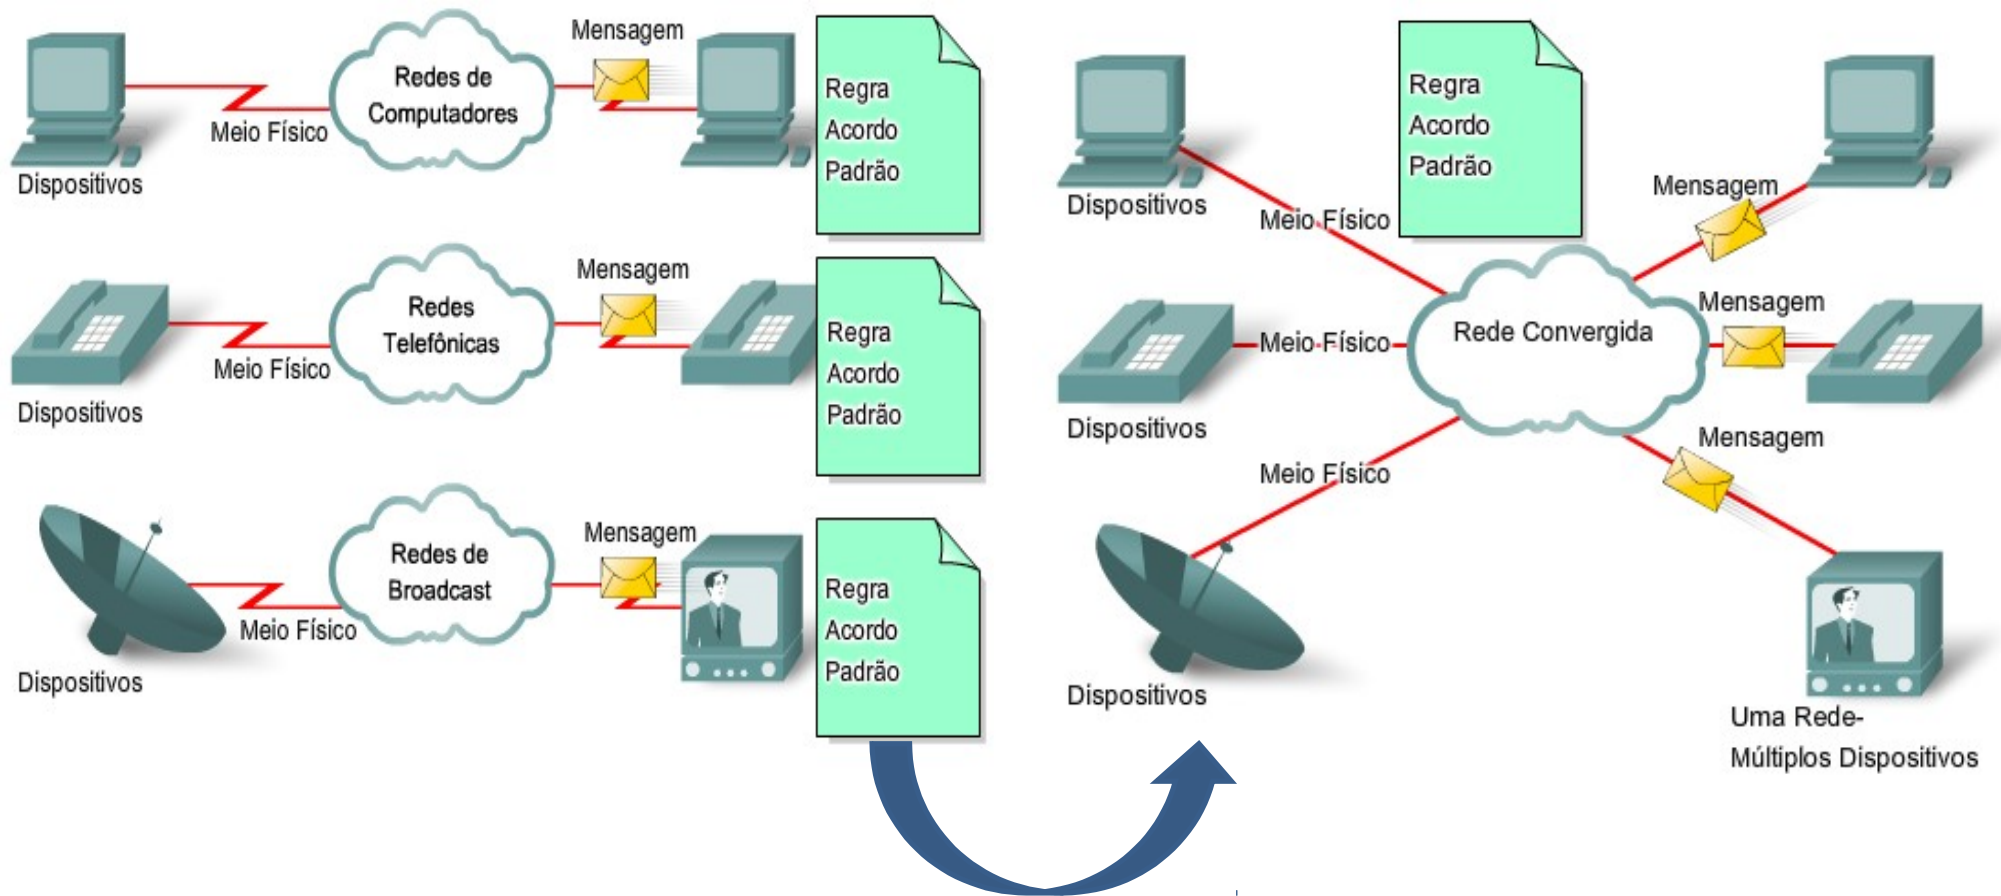 Mensagem
Redes de
Computadores
Meio Físico
Dispositivos
Regra
Acordo
Padrão
Mensagem
Redes
Telefônicas
Meio Físico
Dispositivos
Regra
Acordo
Padrão
Mensagem
Redes de
Broadcast
Meio Físico
Dispositivos
Regra
Acordo
Padrão
Regra
Acordo
Padrão
Mensagem
Dispositivos
Meio Físico
Mensagem
Rede Convergida
Meio Físico
Dispositivos
Mensagem
Meio Físico
Dispositivos
Uma Rede-
Múltiplos Dispositivos